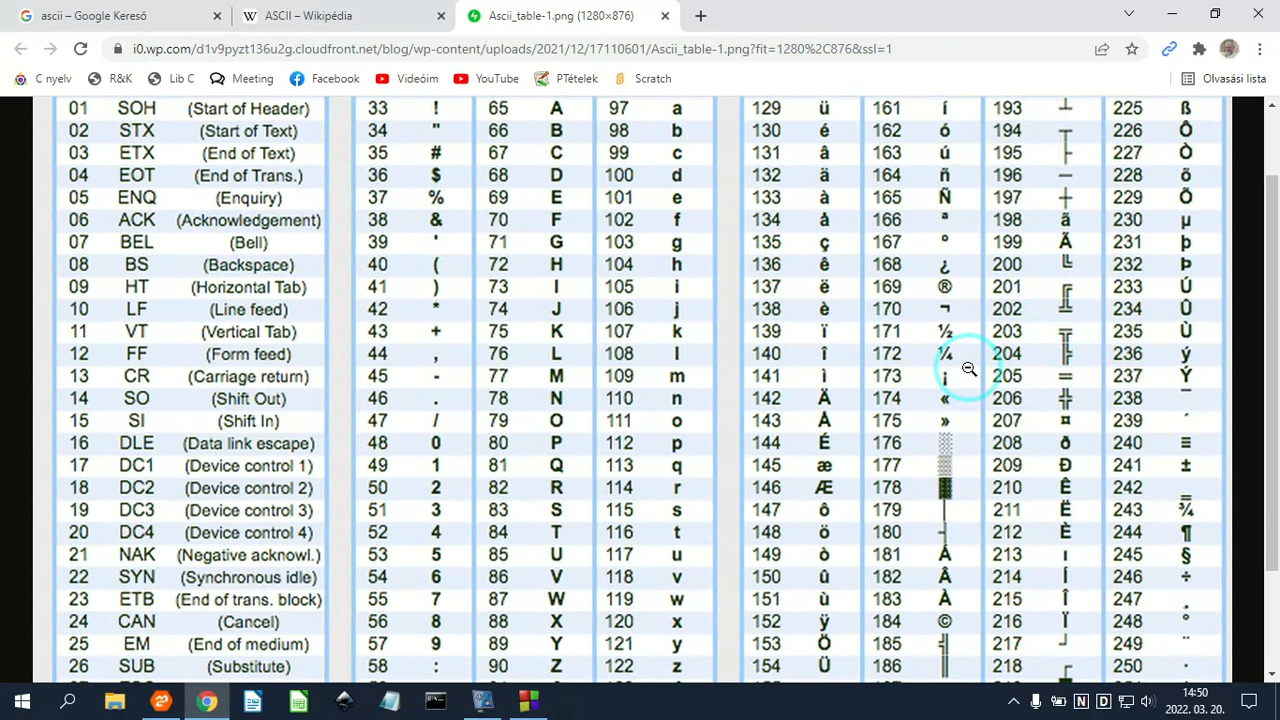 ascii – Google Kereső
ASCII – Wikipédia
Ascii_table-1.png (1280×876)
i0.wp.com/d1v9pyzt136u2g.cloudfront.net/blog/wp-content/uploads/2021/12/17110601/Ascii_table-1.png?fit=1280%2C876&ssl=1
C nyelv R&K Lib C Meeting Facebook Videóim YouTube PTételek Scratch Olvasási lista
01 SOH (Start of Header) 33 ! 65 A 97 a 129 ü 161 í 193 ┴ 225 ß
02 STX (Start of Text) 34 " 66 B 98 b 130 é 162 ó 194 ┬ 226 Ô
03 ETX (End of Text) 35 # 67 C 99 c 131 â 163 ú 195 ├ 227 Ò
04 EOT (End of Trans.) 36 $ 68 D 100 d 132 ä 164 ñ 196 ─ 228 õ
05 ENQ (Enquiry) 37 % 69 E 101 e 133 à 165 Ñ 197 ┼ 229 Õ
06 ACK (Acknowledgement) 38 & 70 F 102 f 134 å 166 ª 198 ã 230 µ
07 BEL (Bell) 39 ' 71 G 103 g 135 ç 167 º 199 Ã 231 þ
08 BS (Backspace) 40 ( 72 H 104 h 136 ê 168 ¿ 200 ╚ 232 Þ
09 HT (Horizontal Tab) 41 ) 73 I 105 i 137 ë 169 ® 201 ╔ 233 Ú
10 LF (Line feed) 42 * 74 J 106 j 138 è 170 ¬ 202 ╩ 234 Û
11 VT (Vertical Tab) 43 + 75 K 107 k 139 ï 171 ½ 203 ╦ 235 Ù
12 FF (Form feed) 44 , 76 L 108 l 140 î 172 ¼ 204 ╠ 236 ý
13 CR (Carriage return) 45 - 77 M 109 m 141 ì 173 ¡ 205 ═ 237 Ý
14 SO (Shift Out) 46 . 78 N 110 n 142 Ä 174 « 206 ╬ 238 ¯
15 SI (Shift In) 47 / 79 O 111 o 143 Å 175 » 207 ¤ 239 ´
16 DLE (Data link escape) 48 0 80 P 112 p 144 É 176 ░ 208 ð 240 ≡
17 DC1 (Device control 1) 49 1 81 Q 113 q 145 æ 177 ▒ 209 Ð 241 ±
18 DC2 (Device control 2) 50 2 82 R 114 r 146 Æ 178 ▓ 210 Ê 242 ‗
19 DC3 (Device control 3) 51 3 83 S 115 s 147 ô 179 │ 211 Ë 243 ¾
20 DC4 (Device control 4) 52 4 84 T 116 t 148 ö 180 ┤ 212 È 244 ¶
21 NAK (Negative acknowl.) 53 5 85 U 117 u 149 ò 181 Á 213 ı 245 §
22 SYN (Synchronous idle) 54 6 86 V 118 v 150 û 182 Â 214 Í 246 ÷
23 ETB (End of trans. block) 55 7 87 W 119 w 151 ù 183 À 215 Î 247 ¸
24 CAN (Cancel) 56 8 88 X 120 x 152 ÿ 184 © 216 Ï 248 °
25 EM (End of medium) 57 9 89 Y 121 y 153 Ö 185 ╣ 217 ┘ 249 ¨
26 SUB (Substitute) 58 : 90 Z 122 z 154 Ü 186 ║ 218 ┌ 250 ·
14:50
2022. 03. 20.